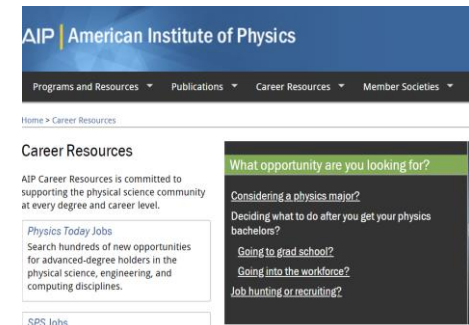 AIP | American Institute of Physics
Programs and Resources Publications Career Resources Member Societies
Home > Career Resources
Career Resources
AIP Career Resources is committed to
supporting the physical science community
at every degree and career level.
Physics Today Jobs
Search hundreds of new opportunities
for advanced-degree holders in the
physical science, engineering, and
computing disciplines.
SPS Jobs
What opportunity are you looking for?
Considering a physics major?
Deciding what to do after you get your physics
bachelors?
Going to grad school?
Going into the workforce?
Job hunting or recruiting?